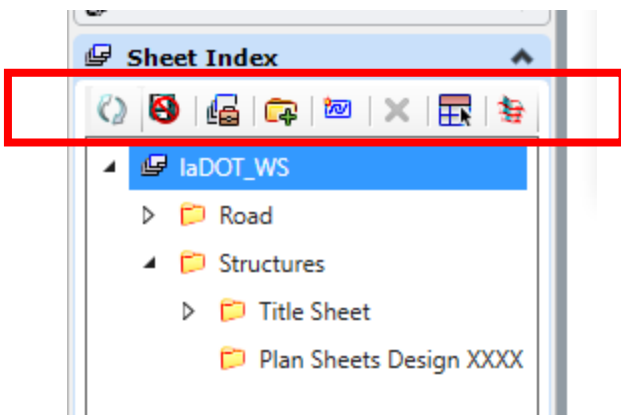 Sheet Index
IaDOT_WS
Road
Structures
Title Sheet
Plan Sheets Design XXXX